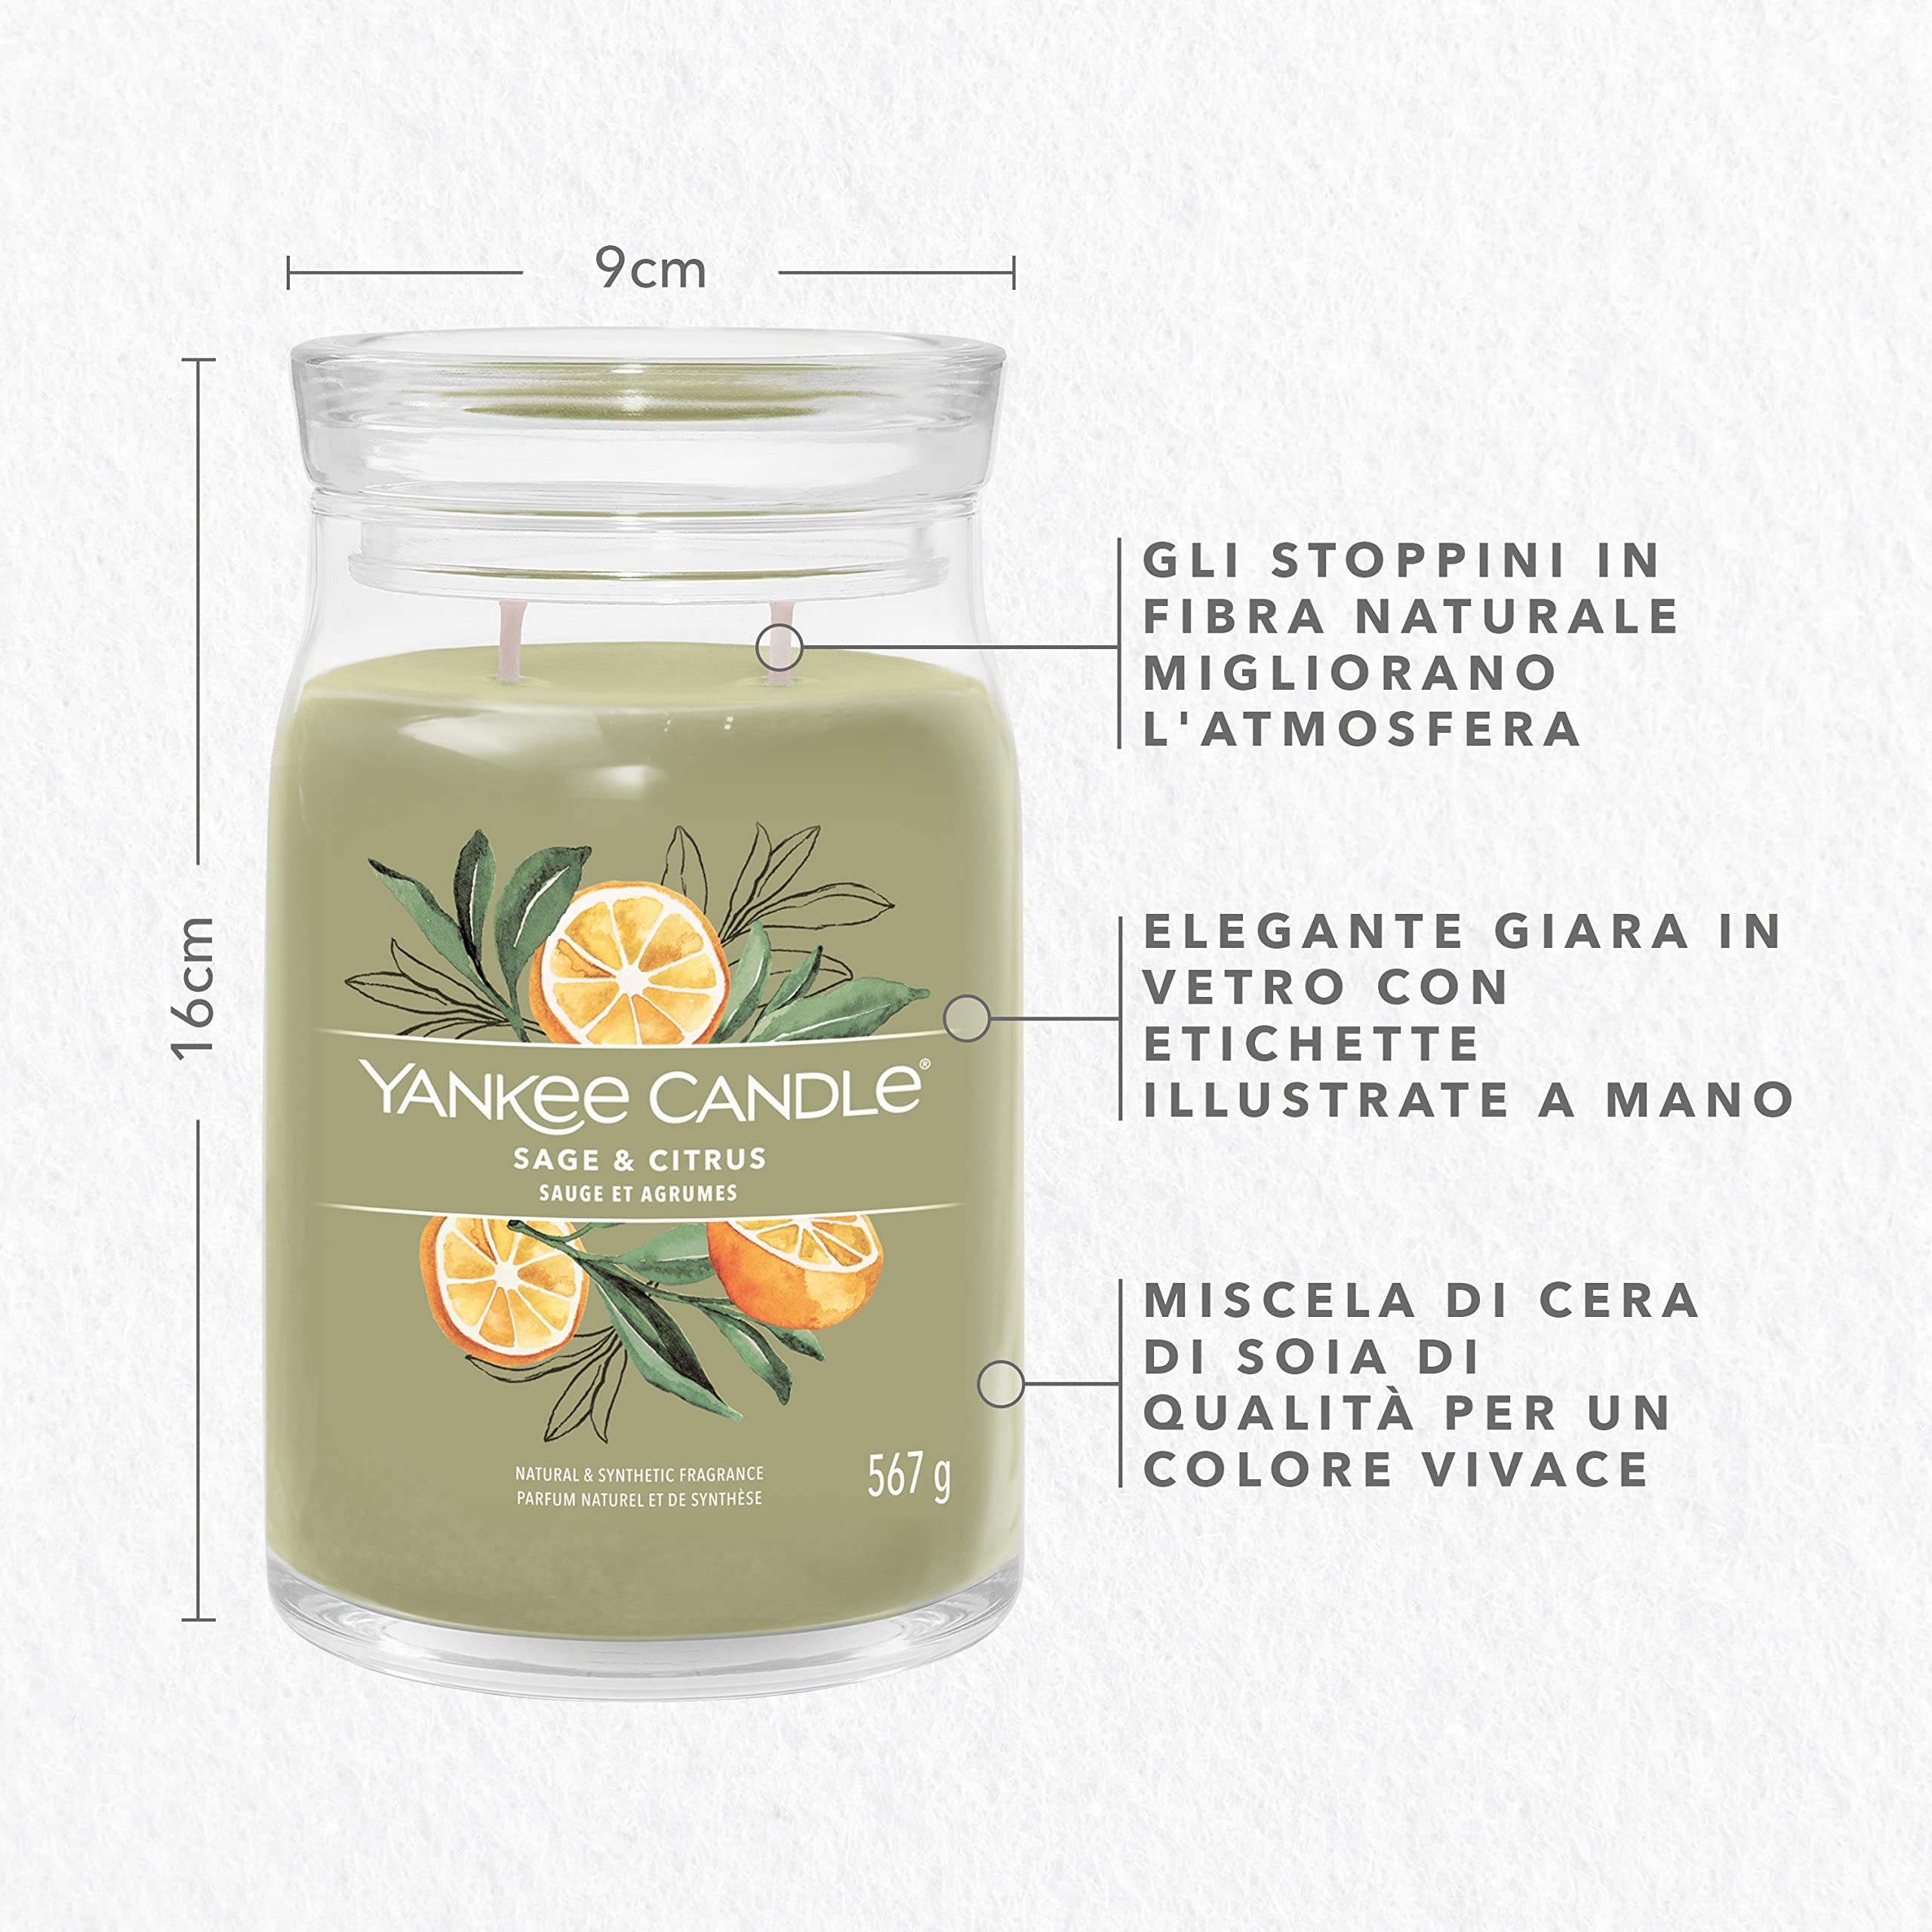 9cm
16cm
GLI STOPPINI IN
FIBRA NATURALE
MIGLIORANO
L'ATMOSFERA
ELEGANTE GIARA IN
VETRO CON
ETICHETTE
ILLUSTRATE A MANO
MISCELA DI CERA
DI SOIA DI
QUALITÀ PER UN
COLORE VIVACE
YANKEE CANDLE®
SAGE & CITRUS
SAUGE ET AGRUMES
NATURAL & SYNTHETIC FRAGRANCE
PARFUM NATUREL ET DE SYNTHÈSE
567 g